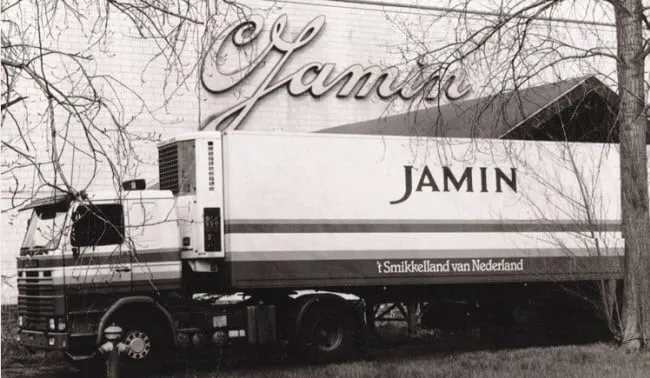 Jamin
JAMIN
't Smikkelland van Nederland